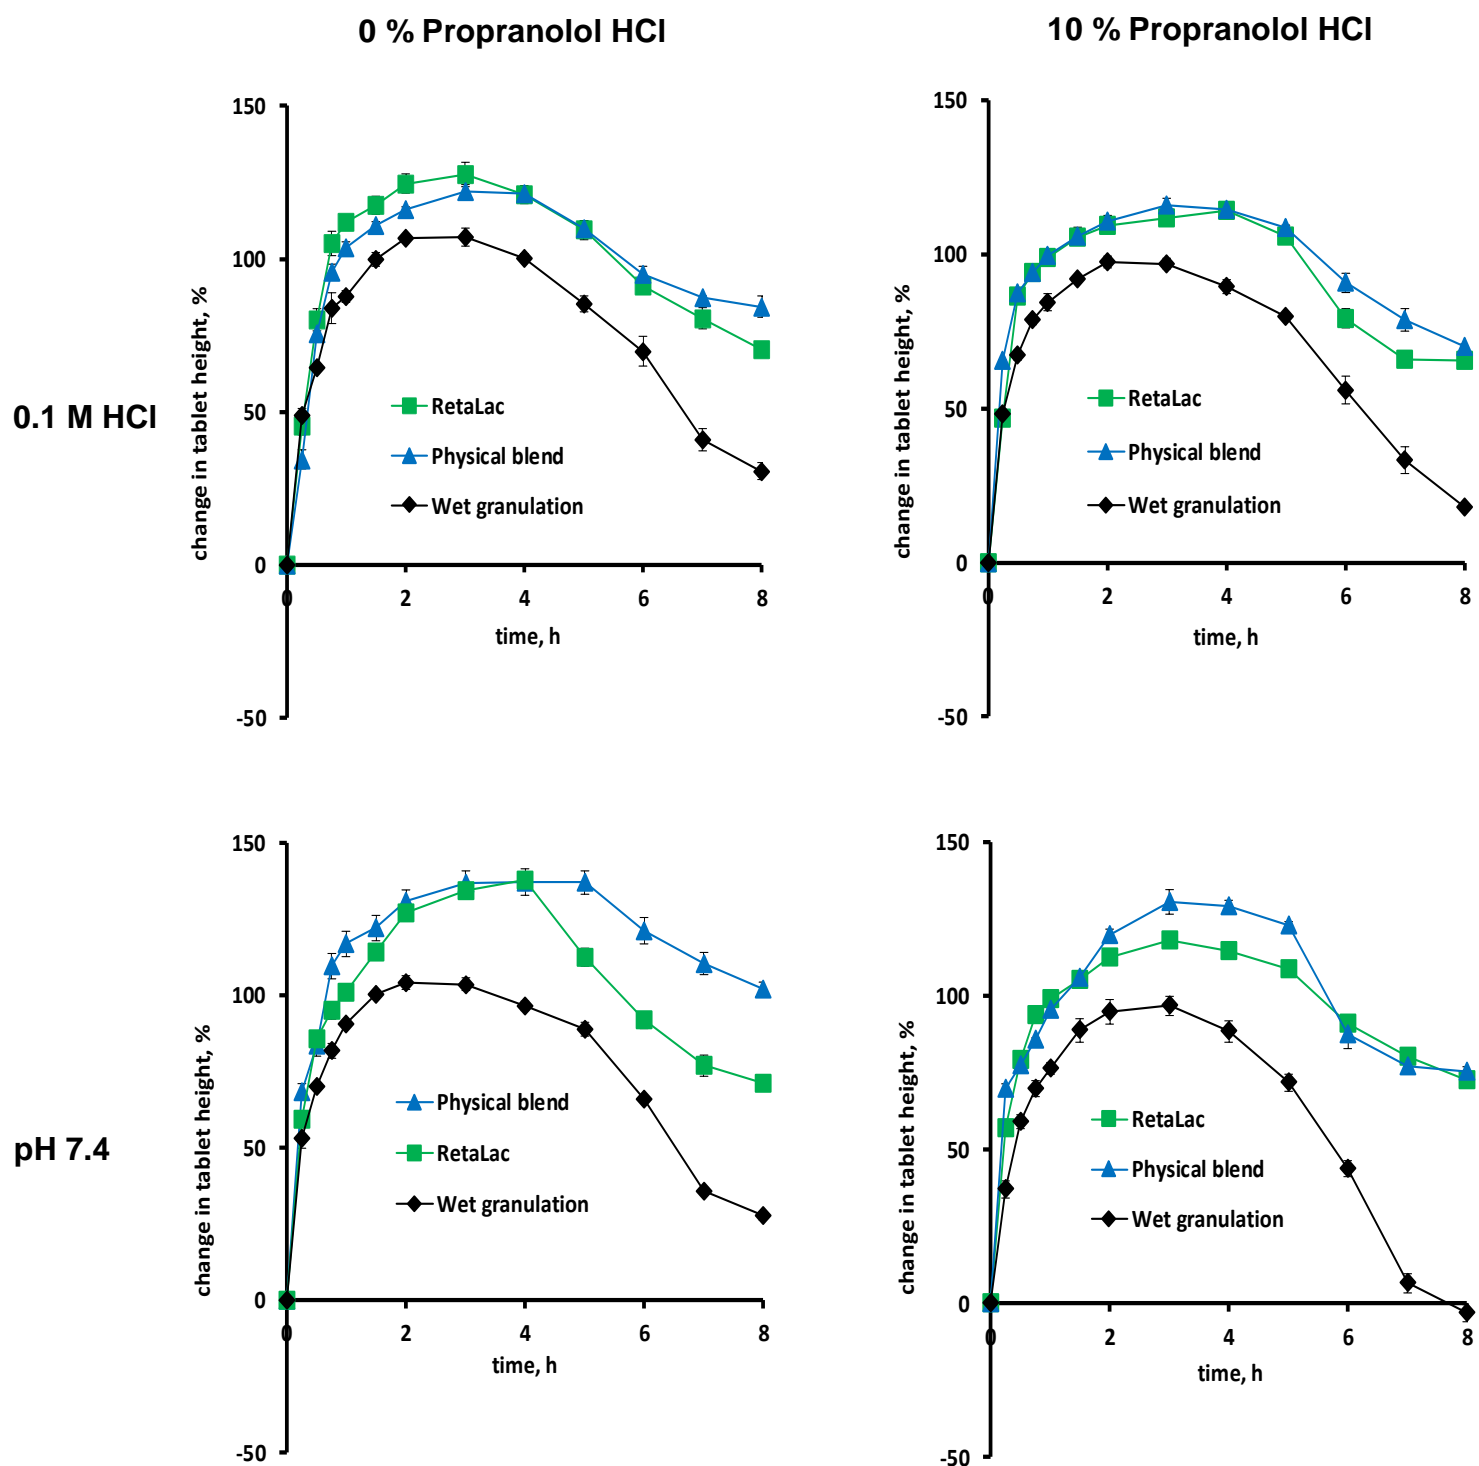 0 % Propranolol HCl
10 % Propranolol HCl
0.1 M HCl
change in tablet height, %
150
100
50
0
-50
0 2 4 6 8
time, h
RetaLac
Physical blend
Wet granulation
change in tablet height, %
150
100
50
0
-50
0 2 4 6 8
time, h
RetaLac
Physical blend
Wet granulation
pH 7.4
change in tablet height, %
150
100
50
0
-50
0 2 4 6 8
time, h
Physical blend
RetaLac
Wet granulation
change in tablet height, %
150
100
50
0
-50
0 2 4 6 8
time, h
RetaLac
Physical blend
Wet granulation